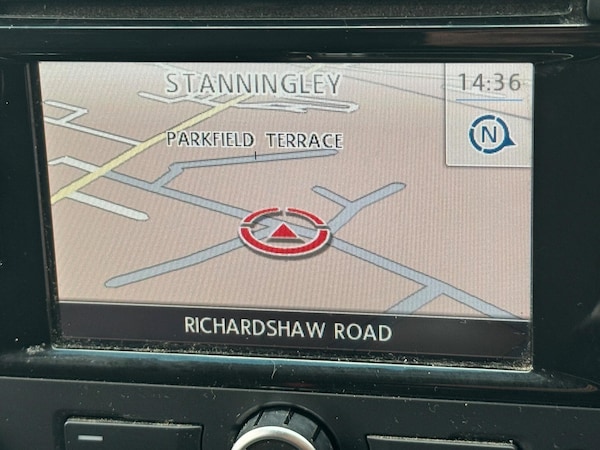 STANNINGLEY
14:36
N
PARKFIELD TERRACE
RICHARDSHAW ROAD